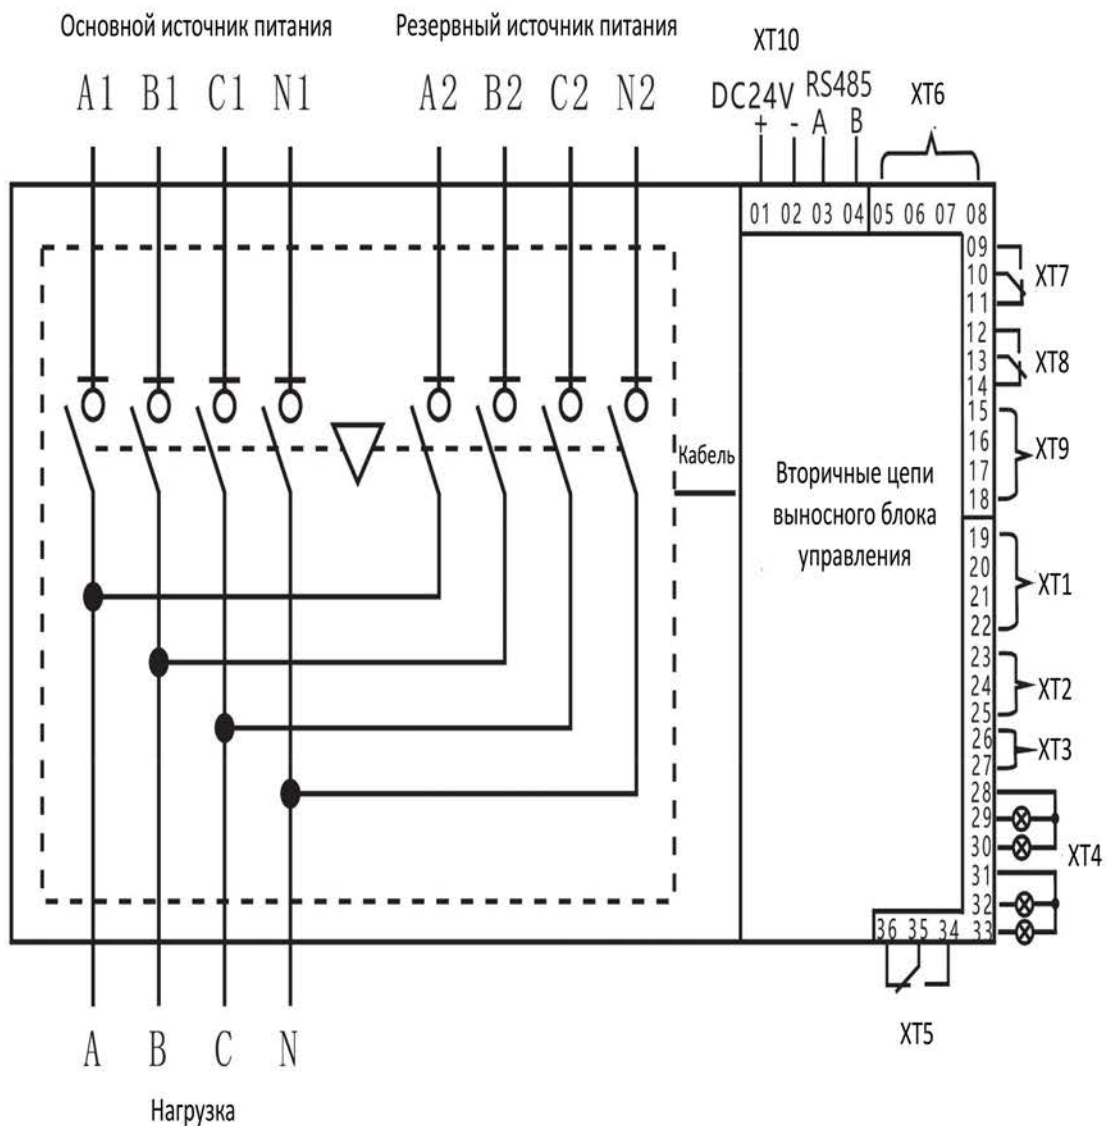 Основной источник питания
Резервный источник питания
XT10
A1 B1 C1 N1
A2 B2 C2 N2
DC24V RS485
+ - A B
XT6
01 02 03 04 05 06 07 08
09
10
11
XT7
12
13
14
XT8
15
16
17
18
XT9
Кабель
Вторичные цепи
выносного блока
управления
19
20
21
22
XT1
23
24
25
XT2
26
27
XT3
28
29
30
31
32
33
XT4
36 35 34
XT5
A B C N
Нагрузка